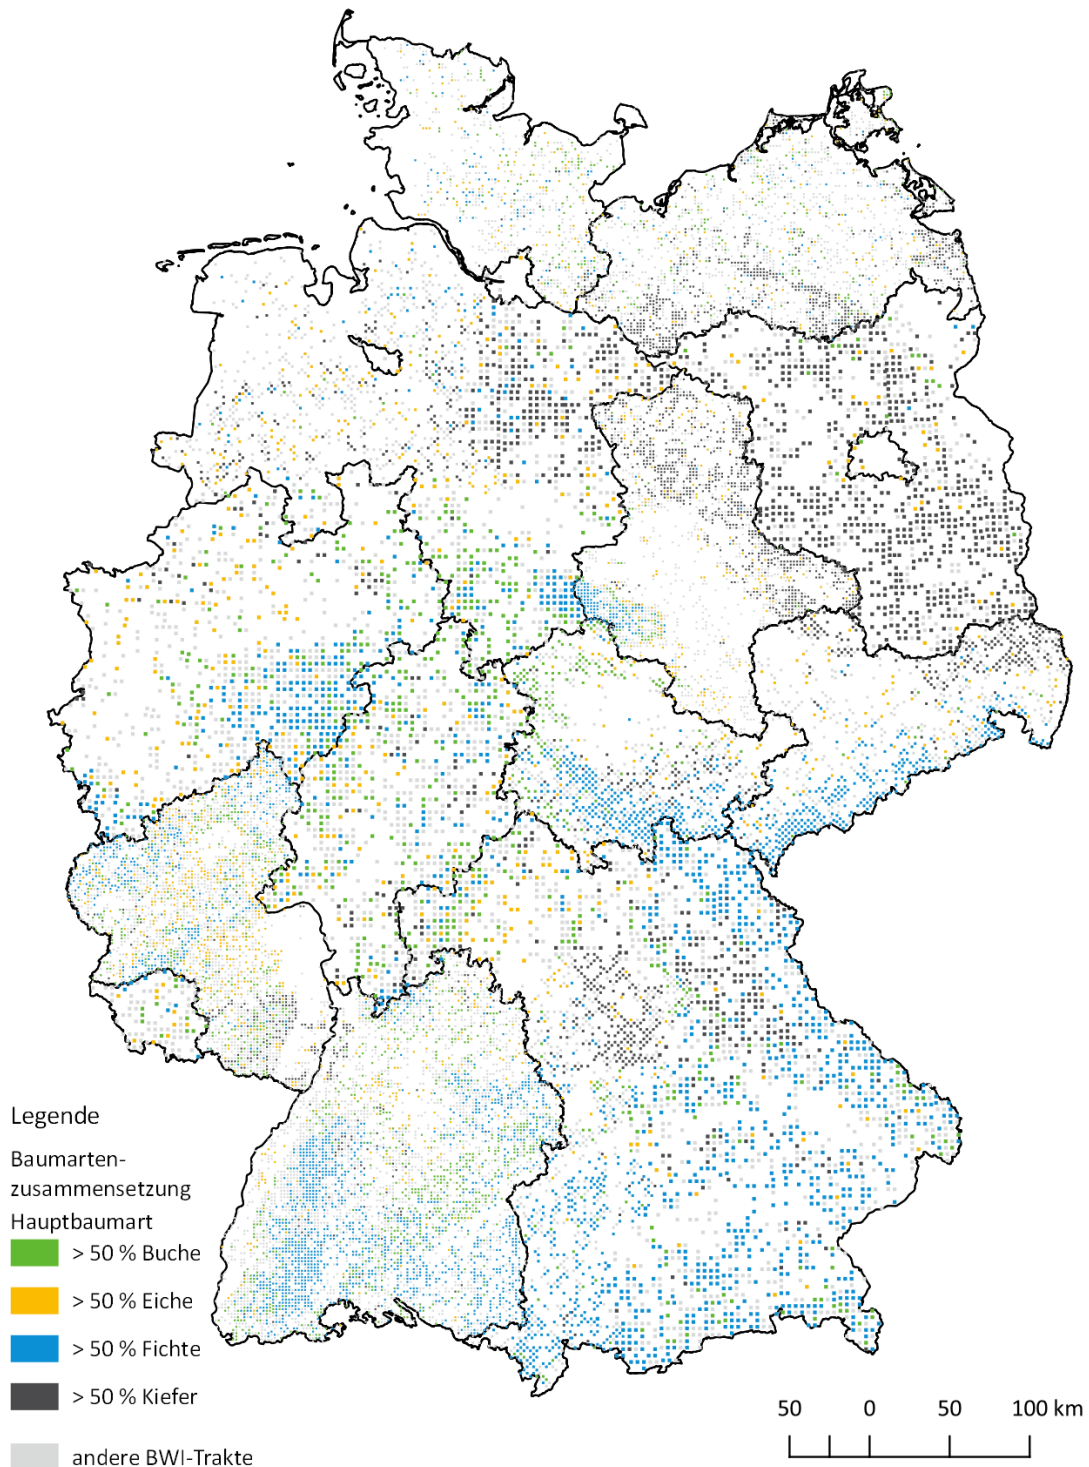 Legende
Baumarten-
zusammensetzung
Hauptbaumart
> 50 % Buche
> 50 % Eiche
> 50 % Fichte
> 50 % Kiefer
andere BWI-Trakte
50 0 50 100 km